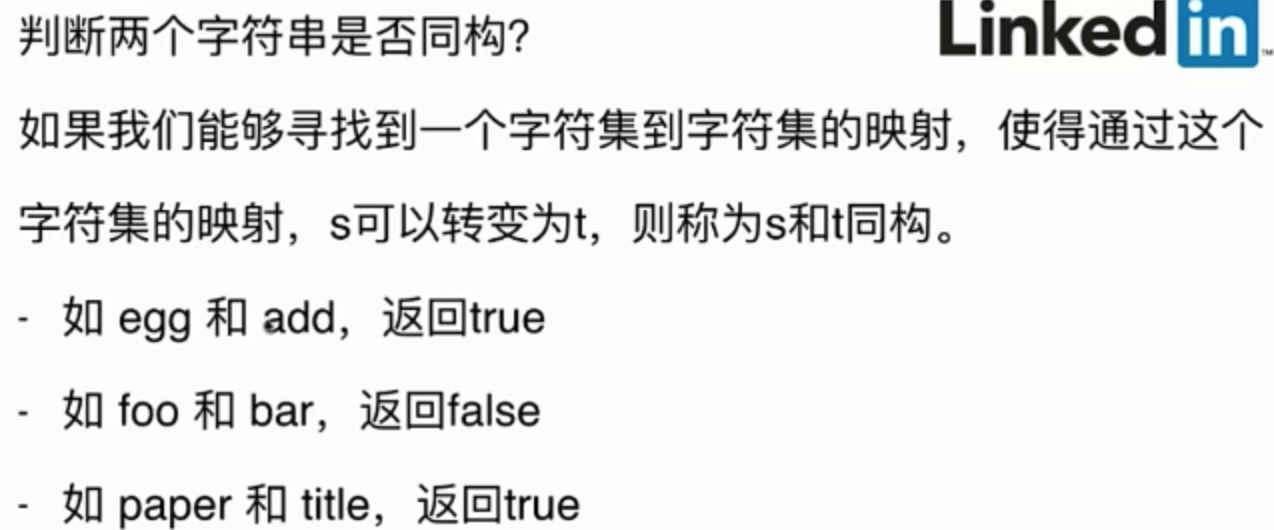 判断两个字符串是否同构?
Linked in ™
如果我们能够寻找到一个字符集到字符集的映射，使得通过这个
字符集的映射，s可以转变为t，则称为s和t同构。
- 如 egg 和 add，返回true
- 如 foo 和 bar，返回false
- 如 paper 和 title，返回true